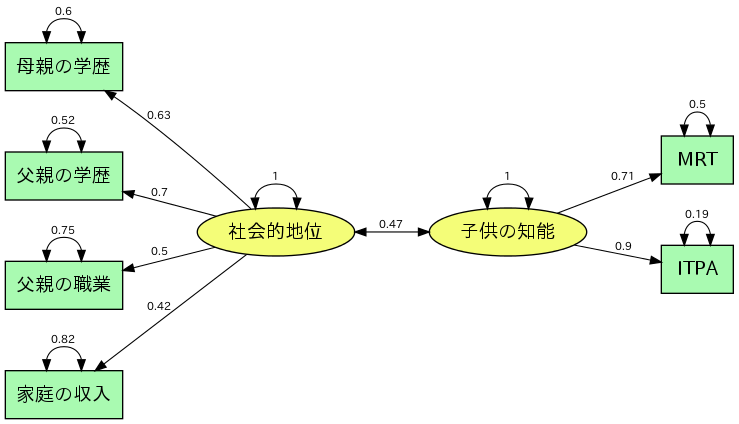 0.6
母親の学歴
0.63
0.52
父親の学歴
0.7
0.75
父親の職業
0.5
0.82
家庭の収入
0.42
1
社会的地位
0.47
1
子供の知能
0.71
0.5
MRT
0.9
0.19
ITPA